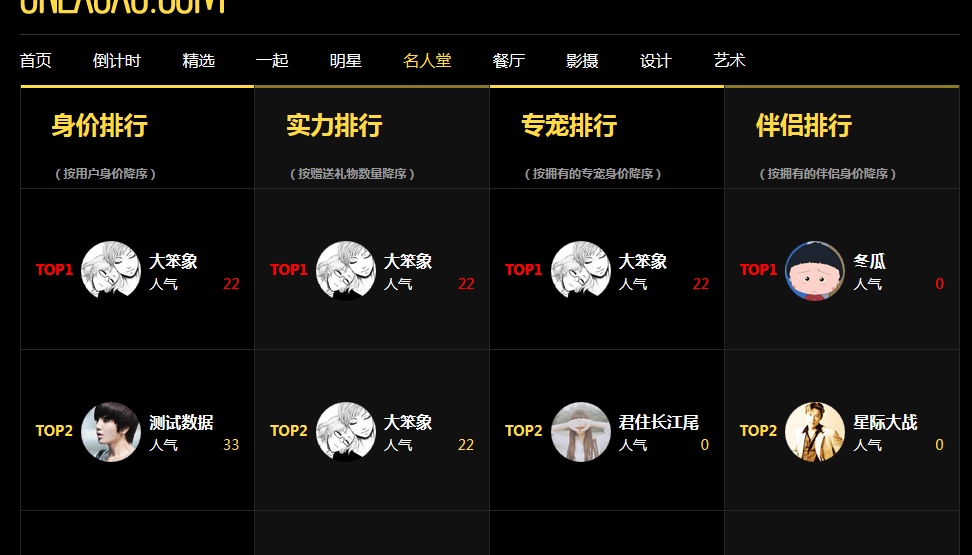 首页 倒计时 精选 一起 明星 名人堂 餐厅 影摄 设计 艺术
身价排行 实力排行 专宠排行 伴侣排行
（按用户身价降序） （按赠送礼物数量降序） （按拥有的专宠身价降序） （按拥有的伴侣身价降序）
TOP1 大笨象 人气 22
TOP1 大笨象 人气 22
TOP1 大笨象 人气 22
TOP1 冬瓜 人气 0
TOP2 测试数据 人气 33
TOP2 大笨象 人气 22
TOP2 君住长江尾 人气 0
TOP2 星际大战 人气 0